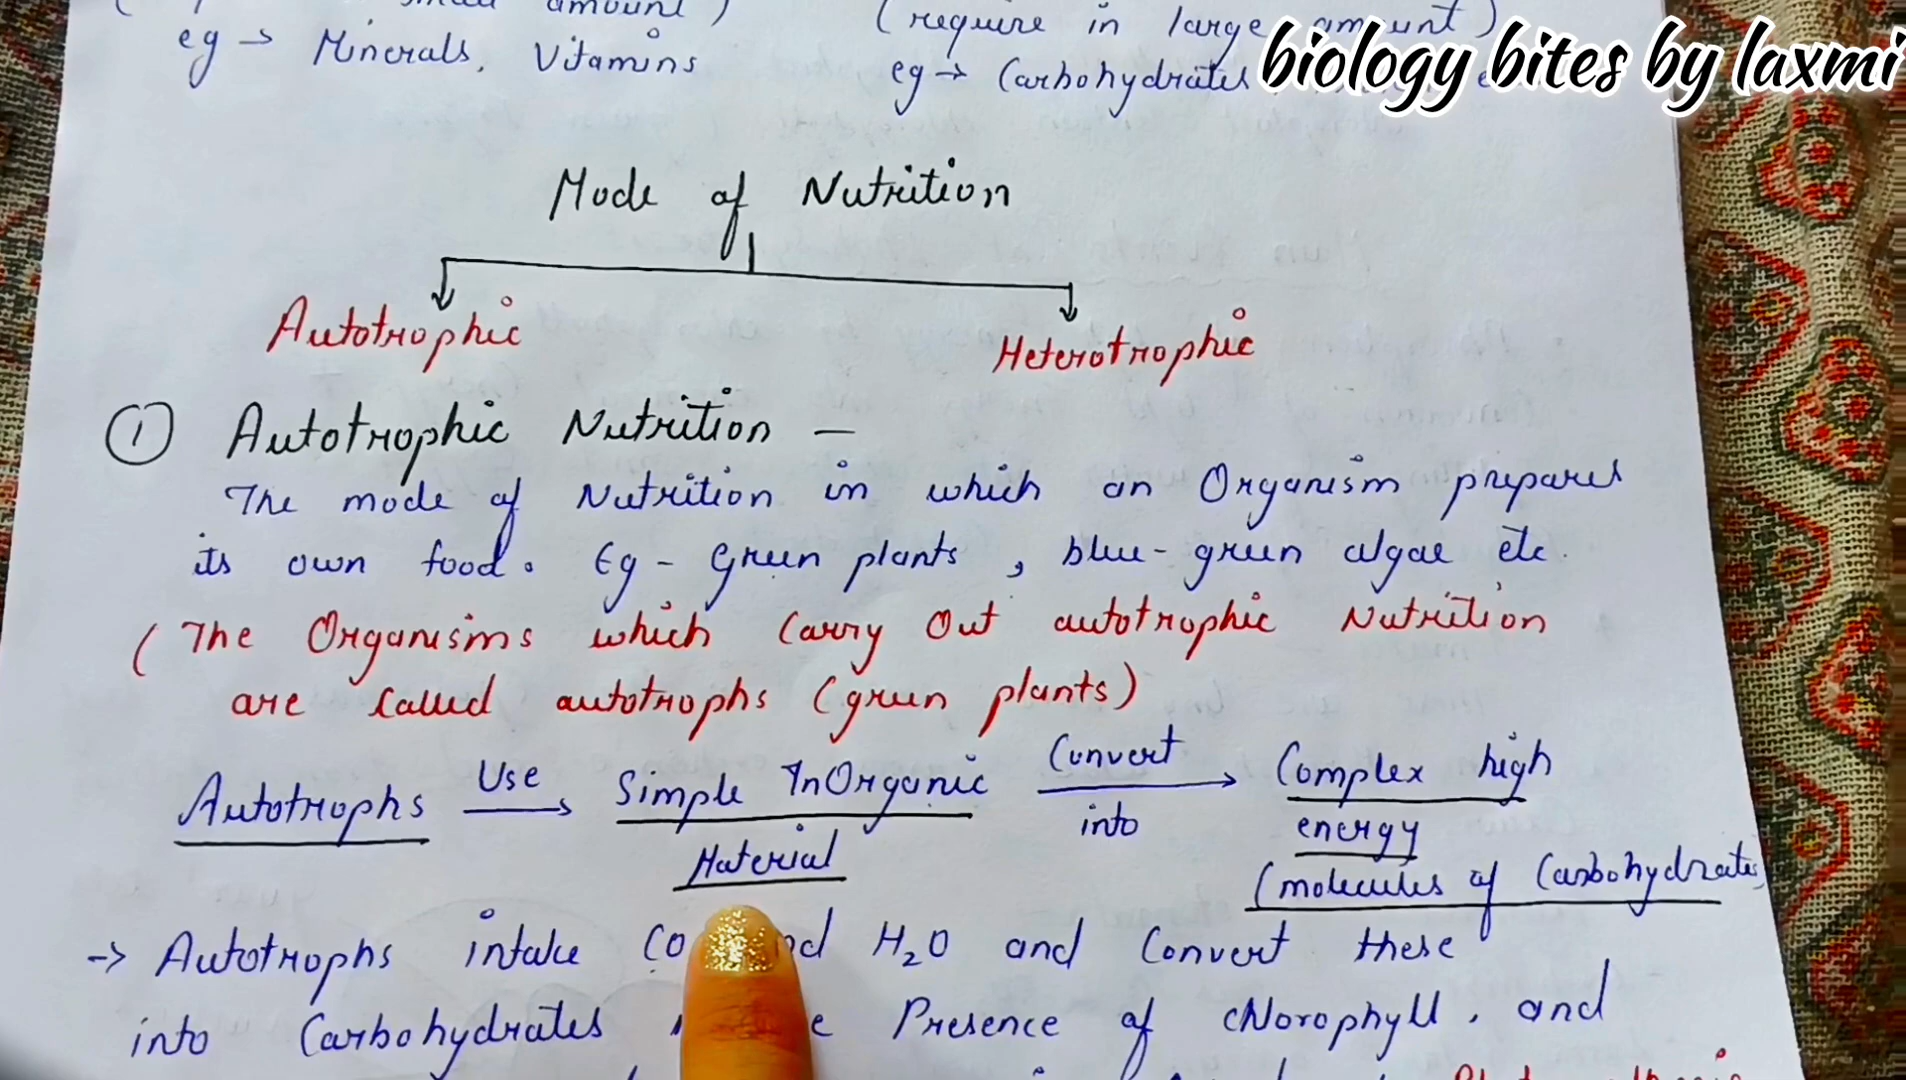 amount) (require in large amount)
eg → Minerals, Vitamins eg → Carbohydrates
biology bites by laxmi
Mode of Nutrition
Autotrophic Heterotrophic
① Autotrophic Nutrition —
The mode of Nutrition in which an Organism prepares
its own food. Eg - Green plants, blue-green algae etc.
(The Organisms which Carry Out autotrophic Nutrition
are called autotrophs (green plants)
Autotrophs Use → Simple InOrganic Material Convert into → Complex high energy
(molecules of Carbohydrates)
→ Autotrophs intake CO H₂O and Convert these
into Carbohydrates Presence of chlorophyll, and